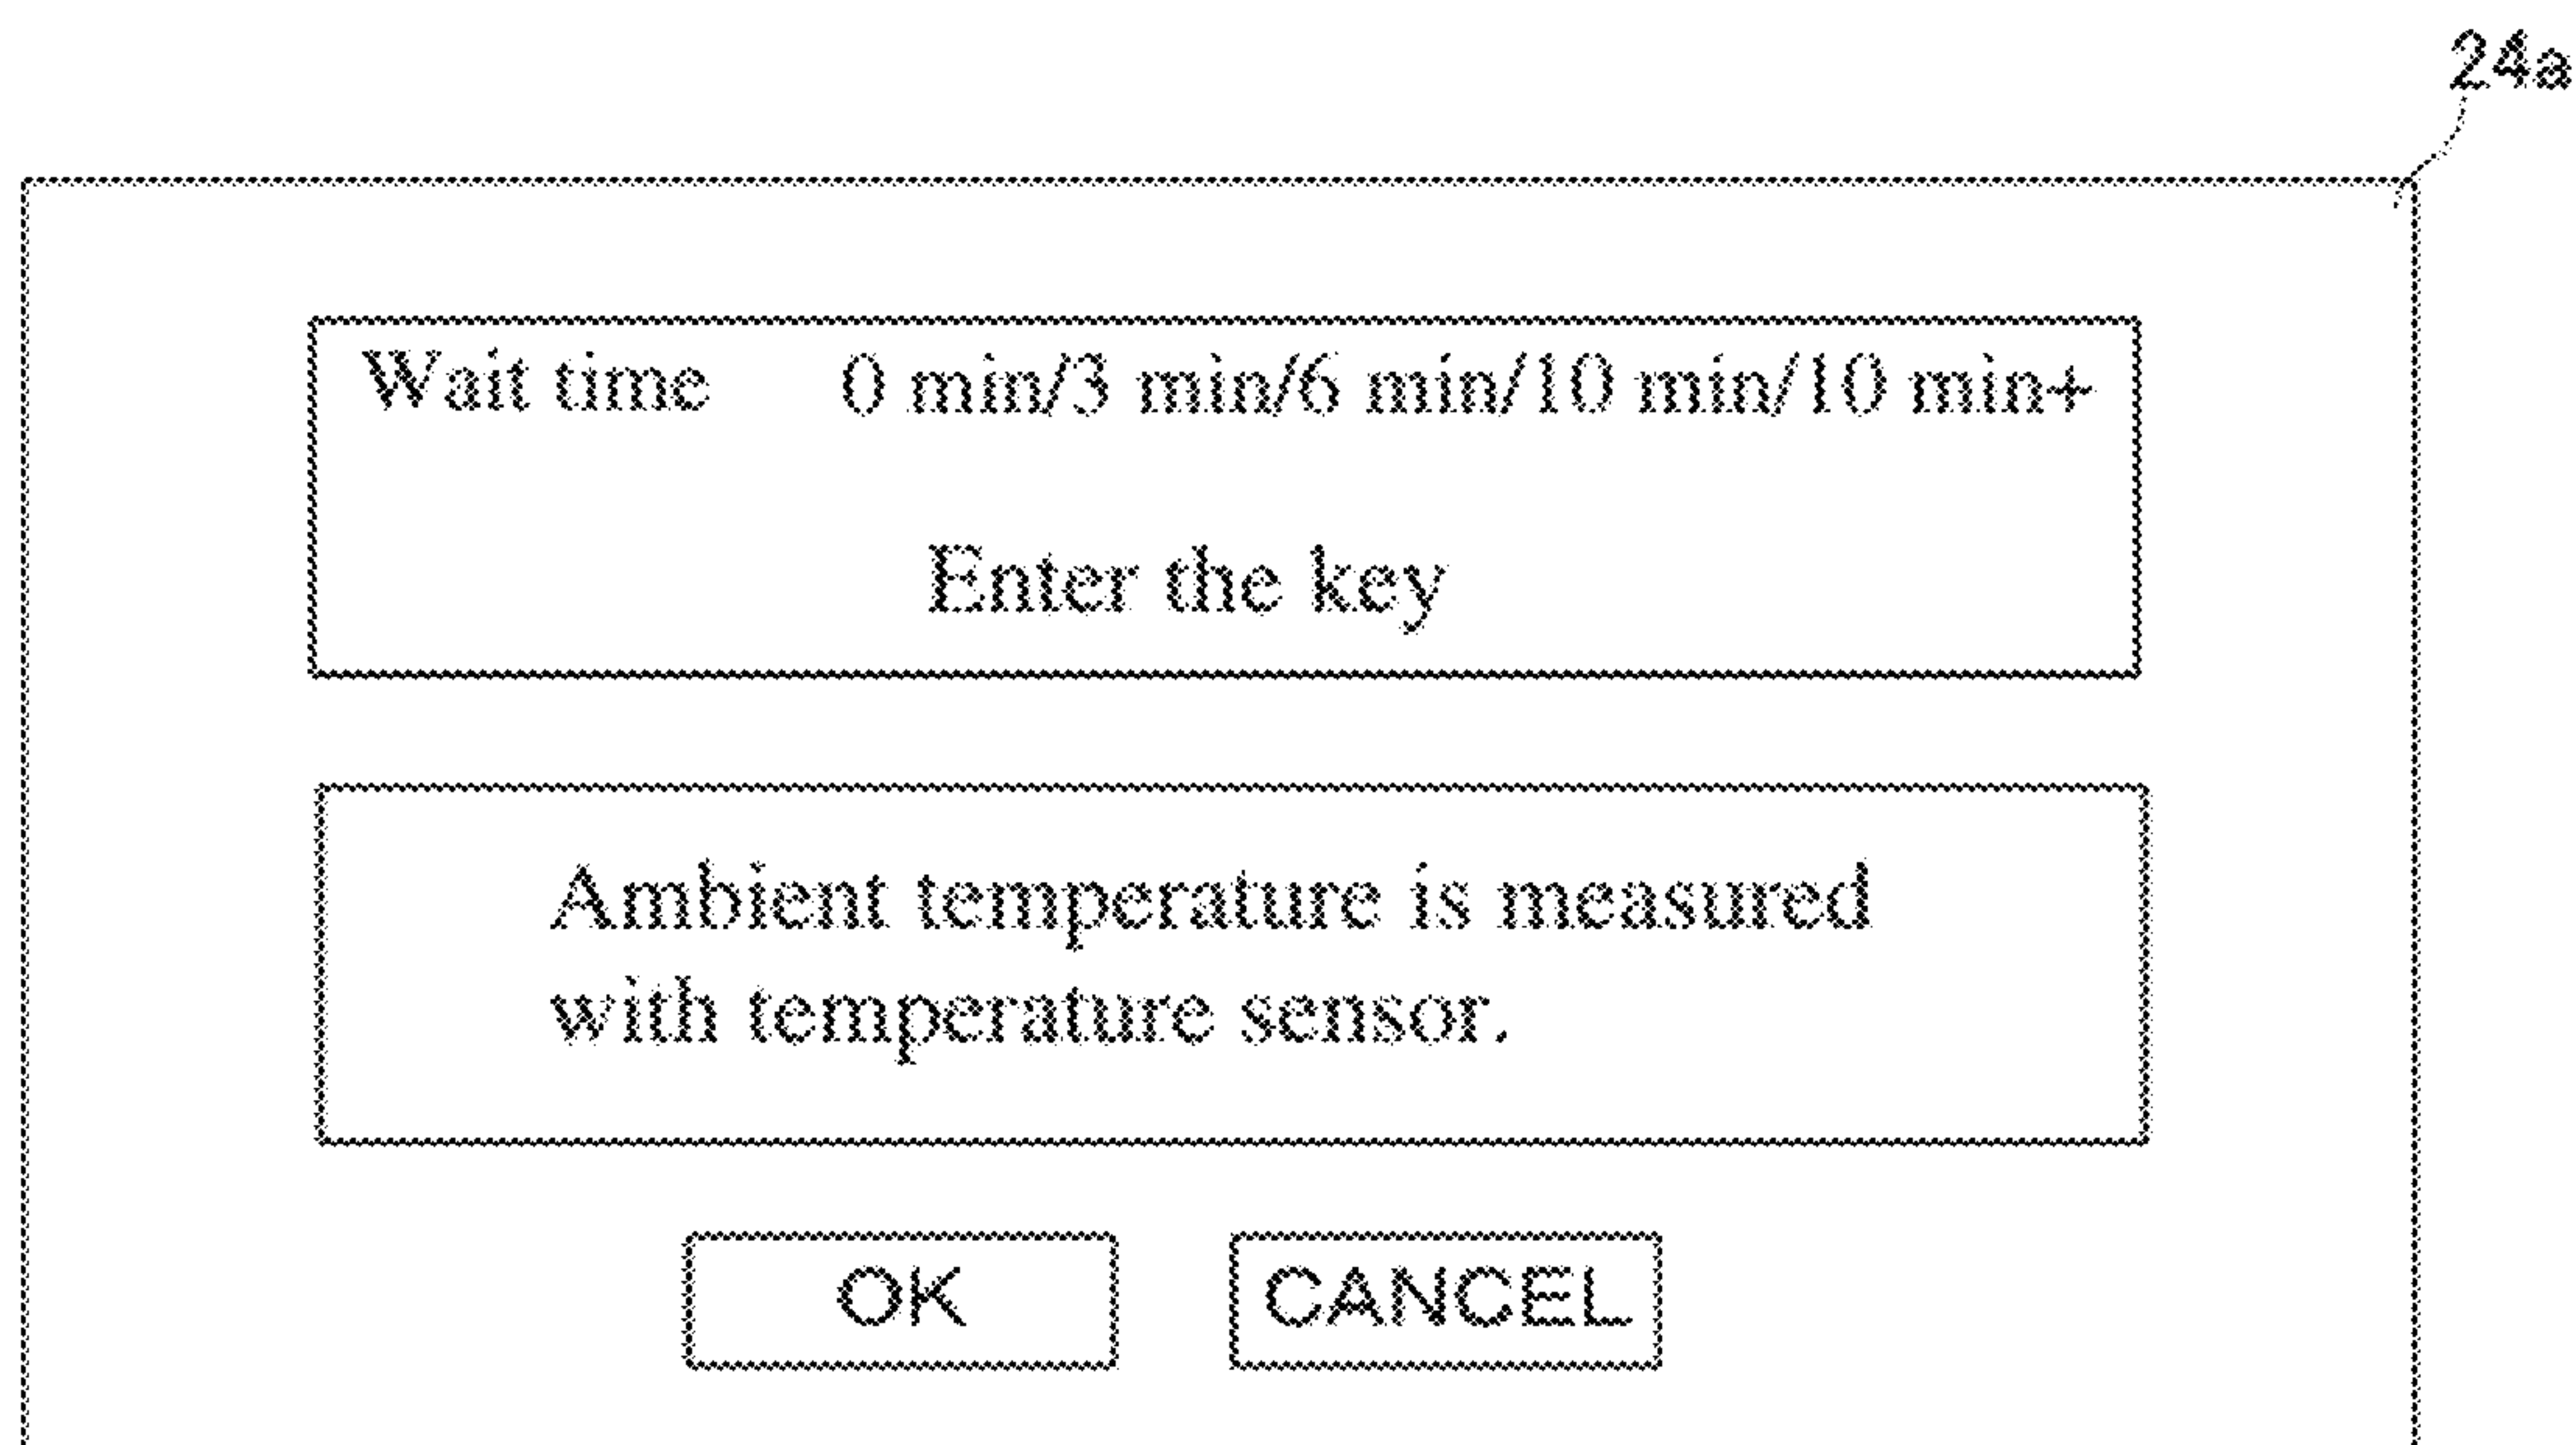 24a
Wait time 0 min/3 min/6 min/10 min/10 min+
Enter the key
Ambient temperature is measured
with temperature sensor.
OK CANCEL